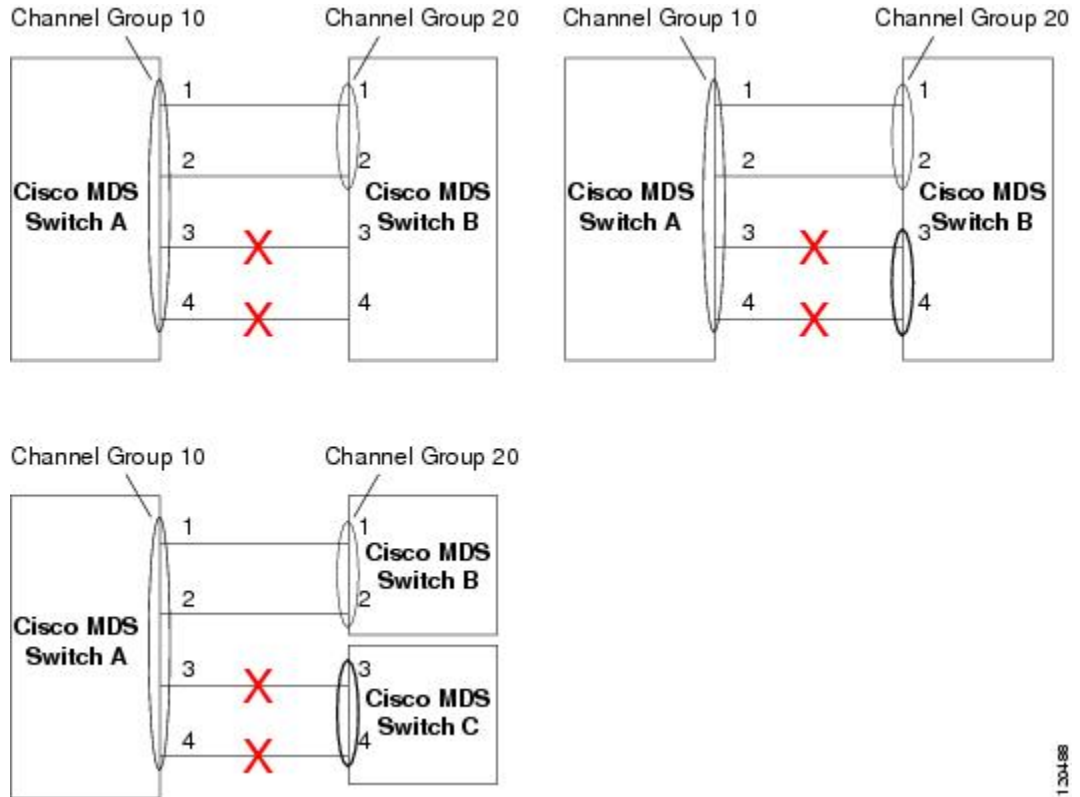 Channel Group 10
Channel Group 20
1
1
2
2
Cisco MDS
Switch A
Cisco MDS
Switch B
3
X
3
4
X
4
Channel Group 10
Channel Group 20
1
1
2
2
Cisco MDS
Switch A
Cisco MDS
Switch B
3
X
3
4
X
4
Channel Group 10
Channel Group 20
1
1
Cisco MDS
Switch B
2
2
Cisco MDS
Switch A
3
X
3
Cisco MDS
Switch C
4
X
4
120488